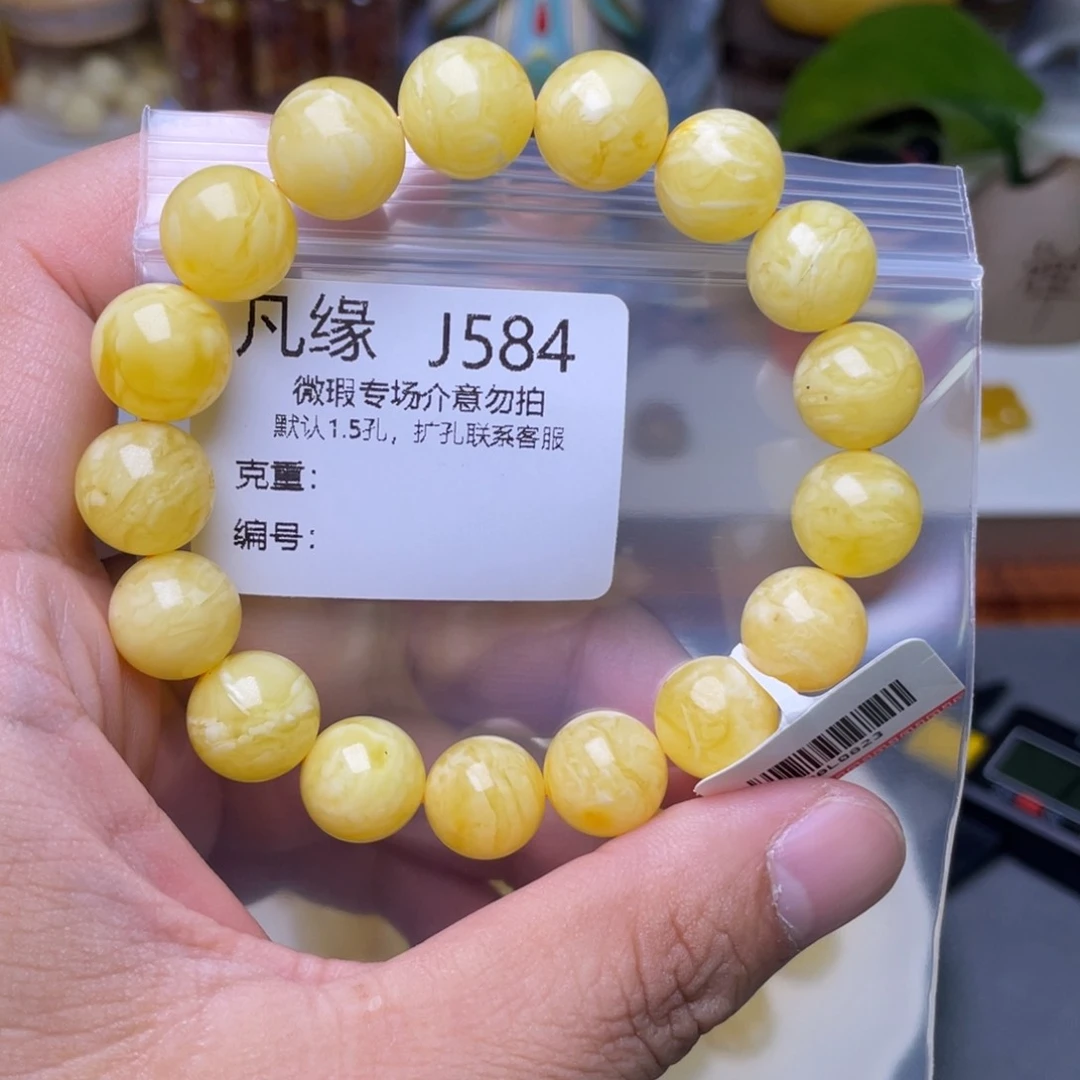 凡缘 J584
微瑕专场介意勿拍
默认1.5孔，扩孔联系客服
克重：
编号：